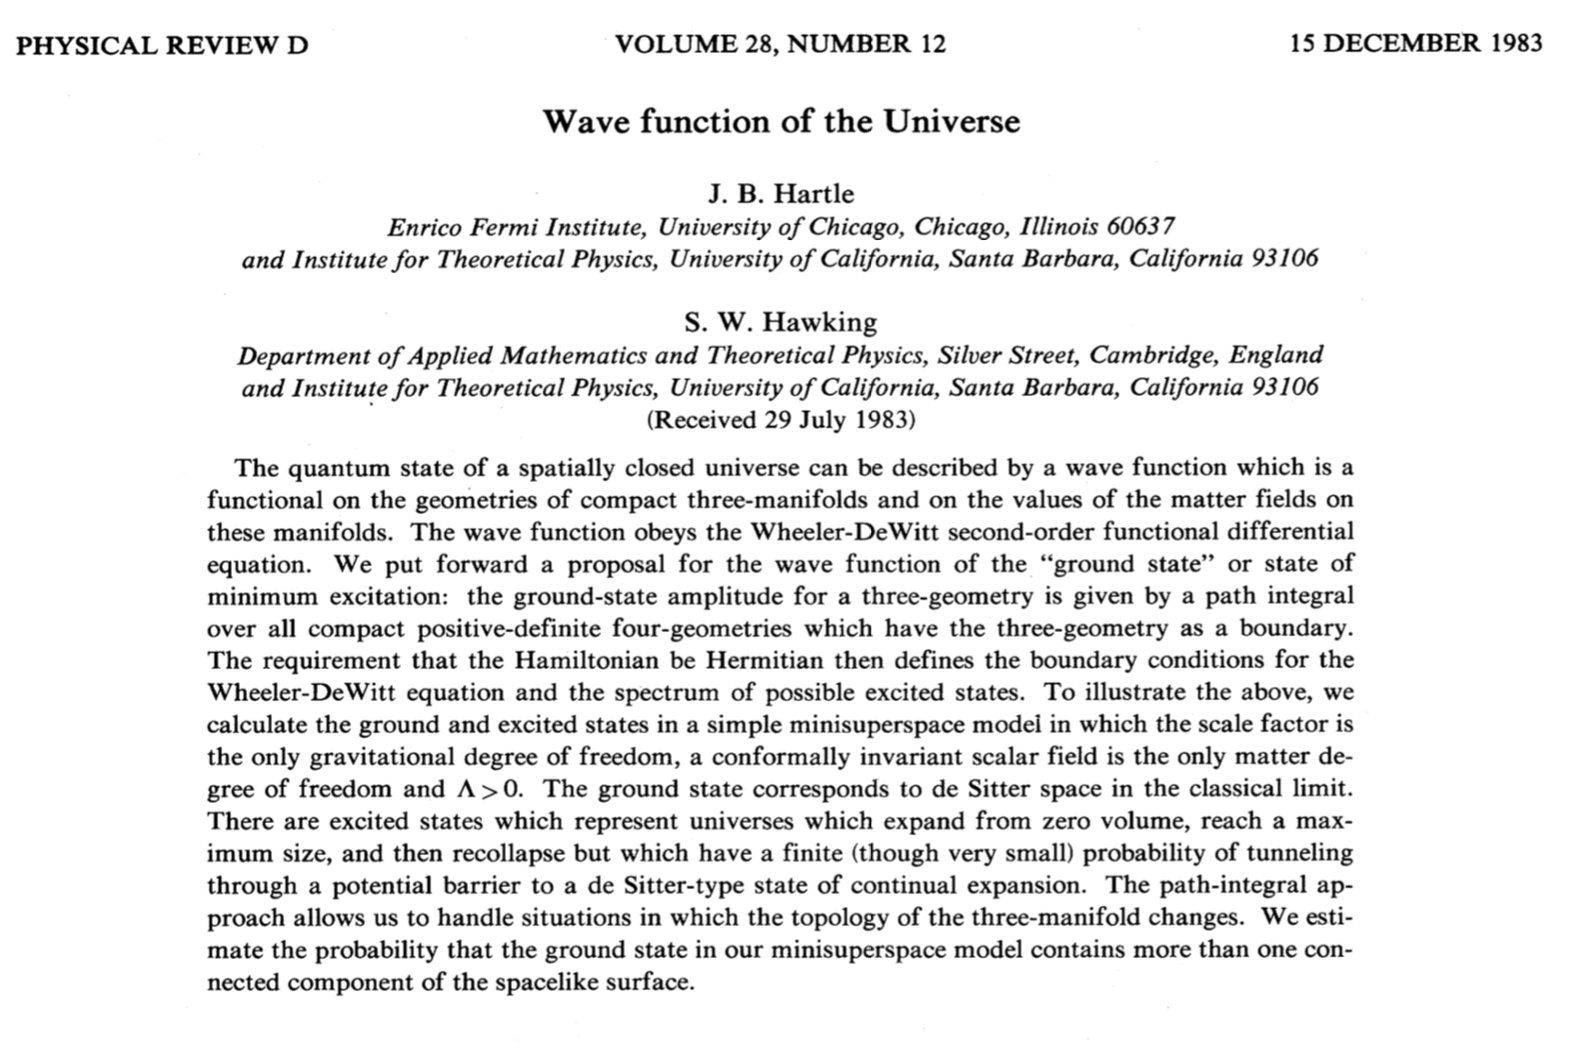 PHYSICAL REVIEW D VOLUME 28, NUMBER 12 15 DECEMBER 1983
Wave function of the Universe
J. B. Hartle
Enrico Fermi Institute, University of Chicago, Chicago, Illinois 60637
and Institute for Theoretical Physics, University of California, Santa Barbara, California 93106
S. W. Hawking
Department of Applied Mathematics and Theoretical Physics, Silver Street, Cambridge, England
and Institute for Theoretical Physics, University of California, Santa Barbara, California 93106
(Received 29 July 1983)
The quantum state of a spatially closed universe can be described by a wave function which is a
functional on the geometries of compact three-manifolds and on the values of the matter fields on
these manifolds. The wave function obeys the Wheeler-DeWitt second-order functional differential
equation. We put forward a proposal for the wave function of the “ground state” or state of
minimum excitation: the ground-state amplitude for a three-geometry is given by a path integral
over all compact positive-definite four-geometries which have the three-geometry as a boundary.
The requirement that the Hamiltonian be Hermitian then defines the boundary conditions for the
Wheeler-DeWitt equation and the spectrum of possible excited states. To illustrate the above, we
calculate the ground and excited states in a simple minisuperspace model in which the scale factor is
the only gravitational degree of freedom, a conformally invariant scalar field is the only matter de-
gree of freedom and Λ>0. The ground state corresponds to de Sitter space in the classical limit.
There are excited states which represent universes which expand from zero volume, reach a max-
imum size, and then recollapse but which have a finite (though very small) probability of tunneling
through a potential barrier to a de Sitter-type state of continual expansion. The path-integral ap-
proach allows us to handle situations in which the topology of the three-manifold changes. We esti-
mate the probability that the ground state in our minisuperspace model contains more than one con-
nected component of the spacelike surface.